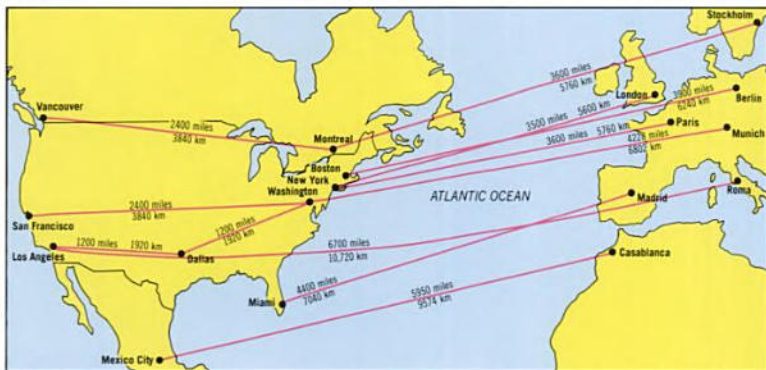 Stockholm
3600 miles
5760 km
London
3900 miles
6240 km
Berlin
Vancouver
2400 miles
3840 km
3500 miles 5600 km
Paris
Montreal
3600 miles 5760 km
4228 miles
6802 km
Munich
Boston
New York
Washington
ATLANTIC OCEAN
Madrid
Roma
2400 miles
3840 km
San Francisco
1200 miles
1920 km
1200 miles 1920 km
Los Angeles
Dallas
6700 miles
10,720 km
Casablanca
4400 miles
7040 km
Miami
5950 miles
9574 km
Mexico City